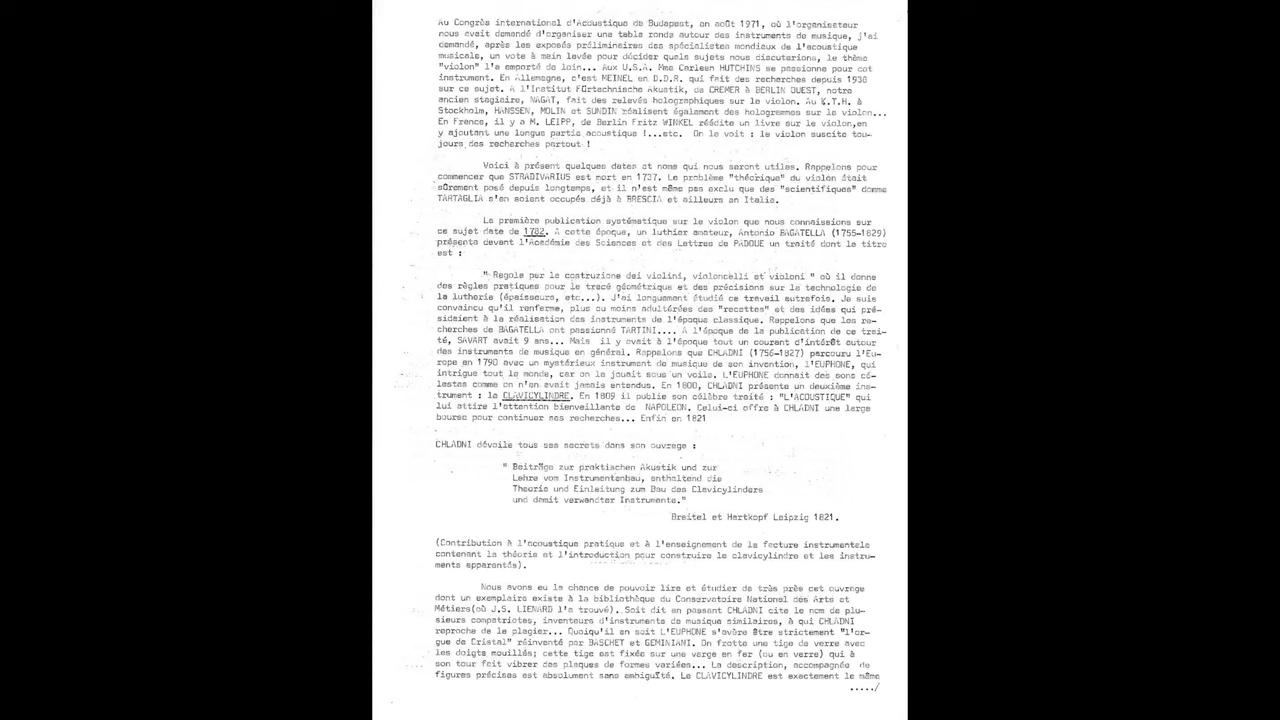 Au Congrès international d'Acoustique de Budapest, en août 1971, où l'organisateur
nous avait demandé d'organiser une table ronde autour des instruments de musique, j'ai
demandé, après les exposés préliminaires des spécialistes mondiaux de l'acoustique
musicale, un vote à main levée pour décider quels sujets nous discuterions, le thème
"violon" l'a emporté de loin... Aux U.S.A. Mme Carleen HUTCHINS se passionne pour cet
instrument. En Allemagne, c'est MEINEL en D.D.R. qui fait des recherches depuis 1930
sur ce sujet. A l'Institut Fürtechnische Akustik, de CREMER à BERLIN OUEST, notre
ancien stagiaire, NAGAT, fait des relevés holographiques sur le violon. Au K.T.H. à
Stockholm, HANSSEN, MOLIN et SUNDIN réalisent également des hologrammes sur le violon...
En France, il y a M. LEIPP, de Berlin Fritz WINKEL réédite un livre sur le violon,en
y ajoutant une longue partie acoustique !...etc. On le voit : le violon suscite tou-
jours des recherches partout !
Voici à présent quelques dates et noms qui nous seront utiles. Rappelons pour
commencer que STRADIVARIUS est mort en 1737. Le problème "théorique" du violon était
sûrement posé depuis longtemps, et il n'est même pas exclu que des "scientifiques" comme
TARTAGLIA s'en soient occupés déjà à BRESCIA et ailleurs en Italie.
La première publication systématique sur le violon que nous connaissions sur
ce sujet date de 1782. A cette époque, un luthier amateur, Antonio BAGATELLA (1755-1829)
présenta devant l'Académie des Sciences et des Lettres de PADOUE un traité dont le titre
est :
" Regole per la costruzione dei violini, violoncelli et violoni " où il donne
des règles pratiques pour le tracé géométrique et des précisions sur la technologie de
la lutherie (épaisseurs, etc...). J'ai longuement étudié ce travail autrefois. Je suis
convaincu qu'il renferme, plus ou moins adultérées des "recettes" et des idées qui pré-
sidaient à la réalisation des instruments de l'époque classique. Rappelons que les re-
cherches de BAGATELLA ont passionné TARTINI.... A l'époque de la publication de ce trai-
té, SAVART avait 9 ans... Mais il y avait à l'époque tout un courant d'intérêt autour
des instruments de musique en général. Rappelons que CHLADNI (1756-1827) parcouru l'Eu-
rope en 1790 avec un mystérieux instrument de musique de son invention, l'EUPHONE, qui
intrigue tout le monde, car on le jouait sous un voile. L'EUPHONE donnait des sons cé-
lestes comme on n'en avait jamais entendus. En 1800, CHLADNI présente un deuxième ins-
trument : le CLAVICYLINDRE. En 1809 il publie son célèbre traité : "L'ACOUSTIQUE" qui
lui attire l'attention bienveillante de NAPOLEON. Celui-ci offre à CHLADNI une large
bourse pour continuer ses recherches... Enfin en 1821
CHLADNI dévoile tous ses secrets dans son ouvrage :
" Beiträge zur praktischen Akustik und zur
Lehre vom Instrumentenbau, enthaltend die
Theorie und Einleitung zum Bau des Clavicylinders
und damit verwandter Instrumente."
Breitel et Hartkopf Leipzig 1821.
(Contribution à l'acoustique pratique et à l'enseignement de la facture instrumentale
contenant la théorie et l'introduction pour construire le clavicylindre et les instru-
ments apparentés).
Nous avons eu la chance de pouvoir lire et étudier de très près cet ouvrage
dont un exemplaire existe à la bibliothèque du Conservatoire National des Arts et
Métiers(où J.S. LIENARD l'a trouvé). Soit dit en passant CHLADNI cite le nom de plu-
sieurs compatriotes, inventeurs d'instruments de musique similaires, à qui CHLADNI
reproche de le plagier... Quoiqu'il en soit L'EUPHONE s'avère être strictement "l'or-
gue de Cristal" réinventé par BASCHET et GEMINIANI. On frotte une tige de verre avec
les doigts mouillés; cette tige est fixée sur une verge en fer (ou en verre) qui à
son tour fait vibrer des plaques de formes variées... La description, accompagnée de
figures précises est absolument sans ambiguïté. Le CLAVICYLINDRE est exactement le même
...../